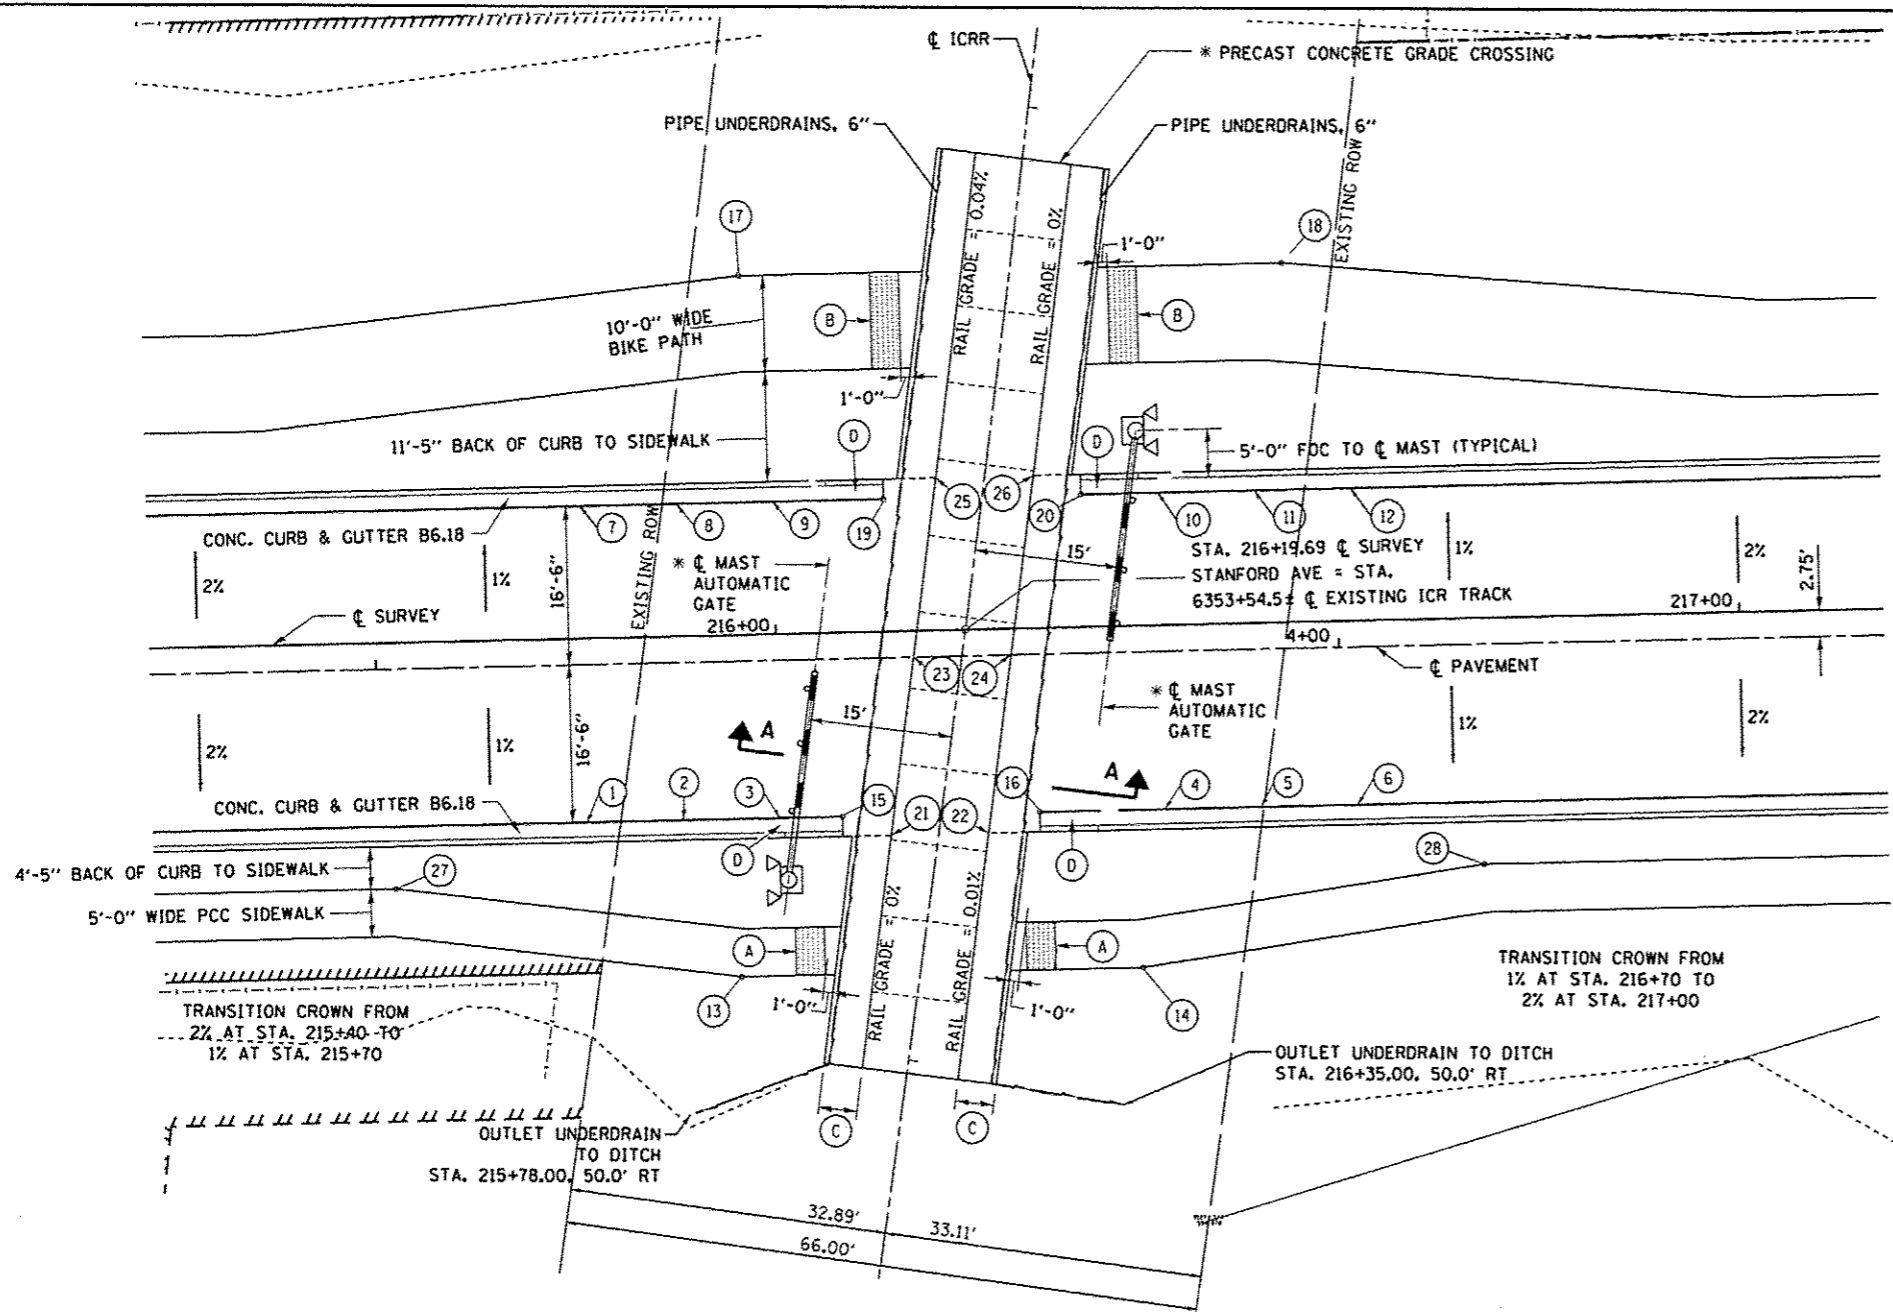 ℄ ICRR
* PRECAST CONCRETE GRADE CROSSING
PIPE UNDERDRAINS, 6"
PIPE UNDERDRAINS, 6"
EXISTING ROW
RAIL GRADE = 0.04%
RAIL GRADE = 0%
17
18
1'-0"
B
B
10'-0" WIDE
BIKE PATH
1'-0"
11'-5" BACK OF CURB TO SIDEWALK
D
D
5'-0" FOC TO ℄ MAST (TYPICAL)
25
26
20
19
7
8
9
10
11
12
CONC. CURB & GUTTER B6.18
EXISTING ROW
16'-6"
* ℄ MAST
AUTOMATIC
GATE
15'
STA. 216+19.69 ℄ SURVEY
STANFORD AVE = STA.
6353+54.5± ℄ EXISTING ICR TRACK
2%
1%
1%
2%
2.75'
℄ SURVEY
216+00
217+00
4+00
℄ PAVEMENT
23
24
* ℄ MAST
AUTOMATIC
GATE
15'
A
A
2%
1%
16'-6"
1%
2%
1
2
3
15
16
4
5
6
CONC. CURB & GUTTER B6.18
21
22
D
D
4'-5" BACK OF CURB TO SIDEWALK
27
28
5'-0" WIDE PCC SIDEWALK
RAIL GRADE = 0%
RAIL GRADE = 0.01%
A
A
1'-0"
1'-0"
13
14
TRANSITION CROWN FROM
2% AT STA. 215+40 TO
1% AT STA. 215+70
TRANSITION CROWN FROM
1% AT STA. 216+70 TO
2% AT STA. 217+00
OUTLET UNDERDRAIN TO DITCH
STA. 216+35.00, 50.0' RT
C
C
OUTLET UNDERDRAIN
TO DITCH
STA. 215+78.00, 50.0' RT
32.89'
33.11'
66.00'